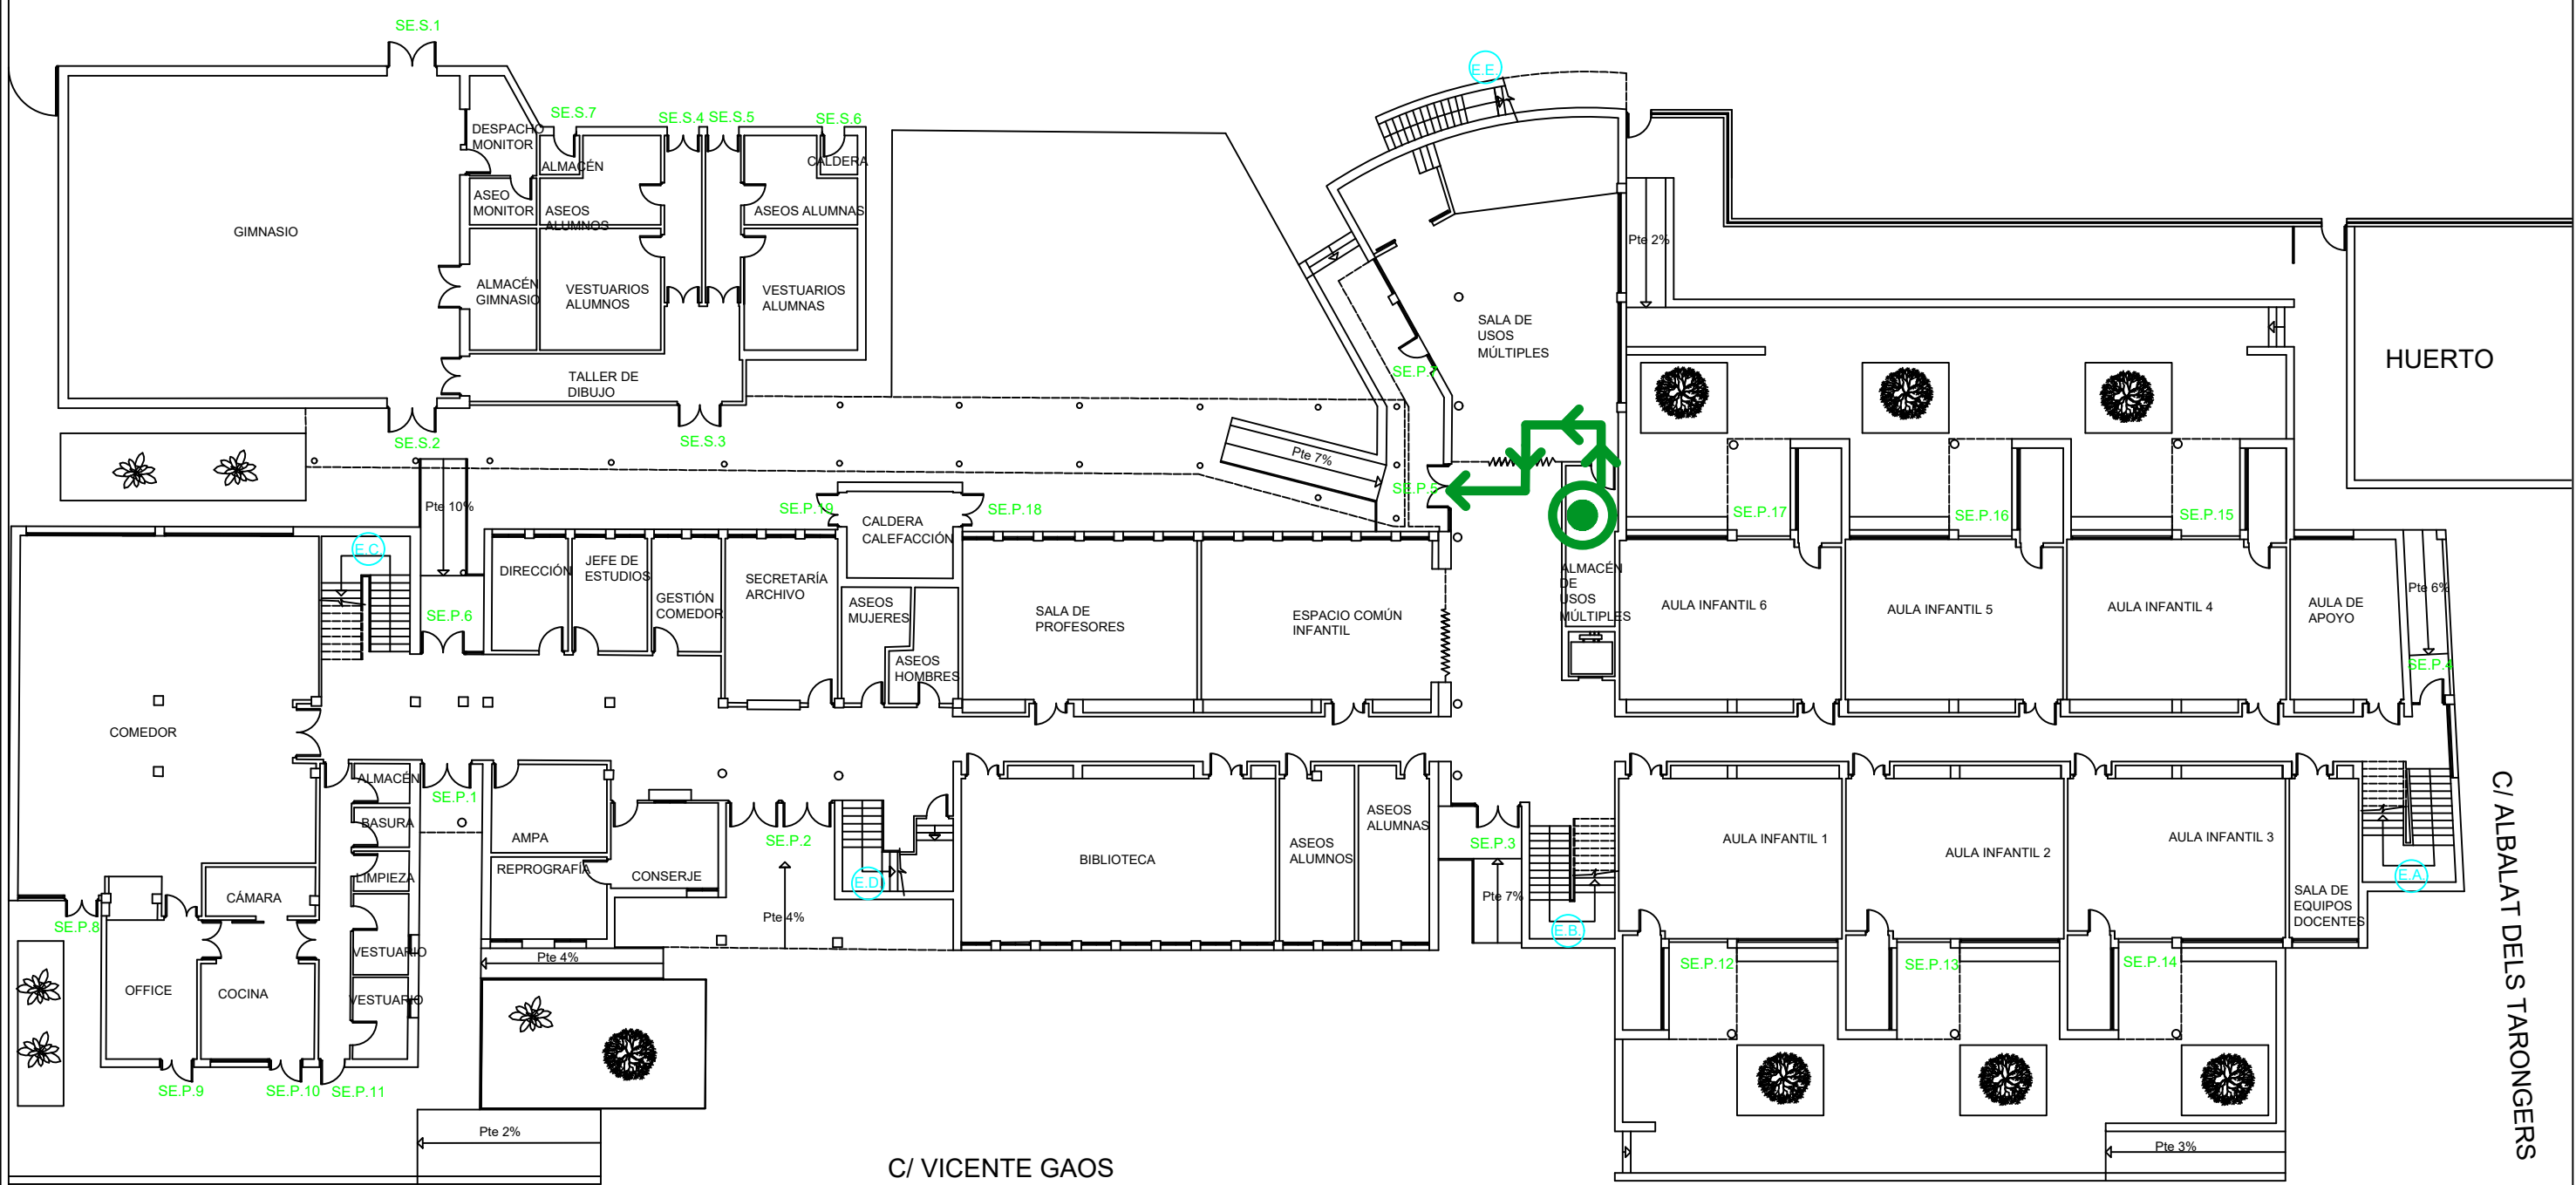 SE.S.1
E.E.
SE.S.7
SE.S.4
SE.S.5
SE.S.6
DESPACHO
MONITOR
ALMACÉN
CALDERA
ASEO
MONITOR
ASEOS
ALUMNOS
ASEOS ALUMNAS
GIMNASIO
Pte 2%
ALMACÉN
GIMNASIO
VESTUARIOS
ALUMNOS
VESTUARIOS
ALUMNAS
SALA DE
USOS
MÚLTIPLES
HUERTO
TALLER DE
DIBUJO
SE.P.7
SE.S.2
SE.S.3
Pte 7%
SE.P.5
Pte 10%
SE.P.19
SE.P.18
SE.P.17
SE.P.16
SE.P.15
CALDERA
CALEFACCIÓN
E.C.
DIRECCIÓN
JEFE DE
ESTUDIOS
GESTIÓN
COMEDOR
SECRETARÍA
ARCHIVO
ASEOS
MUJERES
ASEOS
HOMBRES
SALA DE
PROFESORES
ESPACIO COMÚN
INFANTIL
ALMACÉN
DE
USOS
MÚLTIPLES
AULA INFANTIL 6
AULA INFANTIL 5
AULA INFANTIL 4
AULA DE
APOYO
Pte 6%
SE.P.6
SE.P.4
COMEDOR
ALMACÉN
SE.P.1
BASURA
AMPA
SE.P.2
ASEOS
ALUMNOS
ASEOS
ALUMNAS
SE.P.3
AULA INFANTIL 1
AULA INFANTIL 2
AULA INFANTIL 3
LIMPIEZA
REPROGRAFÍA
CONSERJE
E.D.
BIBLIOTECA
Pte 7%
E.B.
E.A.
SALA DE
EQUIPOS
DOCENTES
CÁMARA
Pte 4%
SE.P.8
VESTUARIO
Pte 4%
SE.P.12
SE.P.13
SE.P.14
OFFICE
COCINA
VESTUARIO
SE.P.9
SE.P.10
SE.P.11
Pte 2%
Pte 3%
C/ VICENTE GAOS
C/ ALBALAT DELS TARONGERS